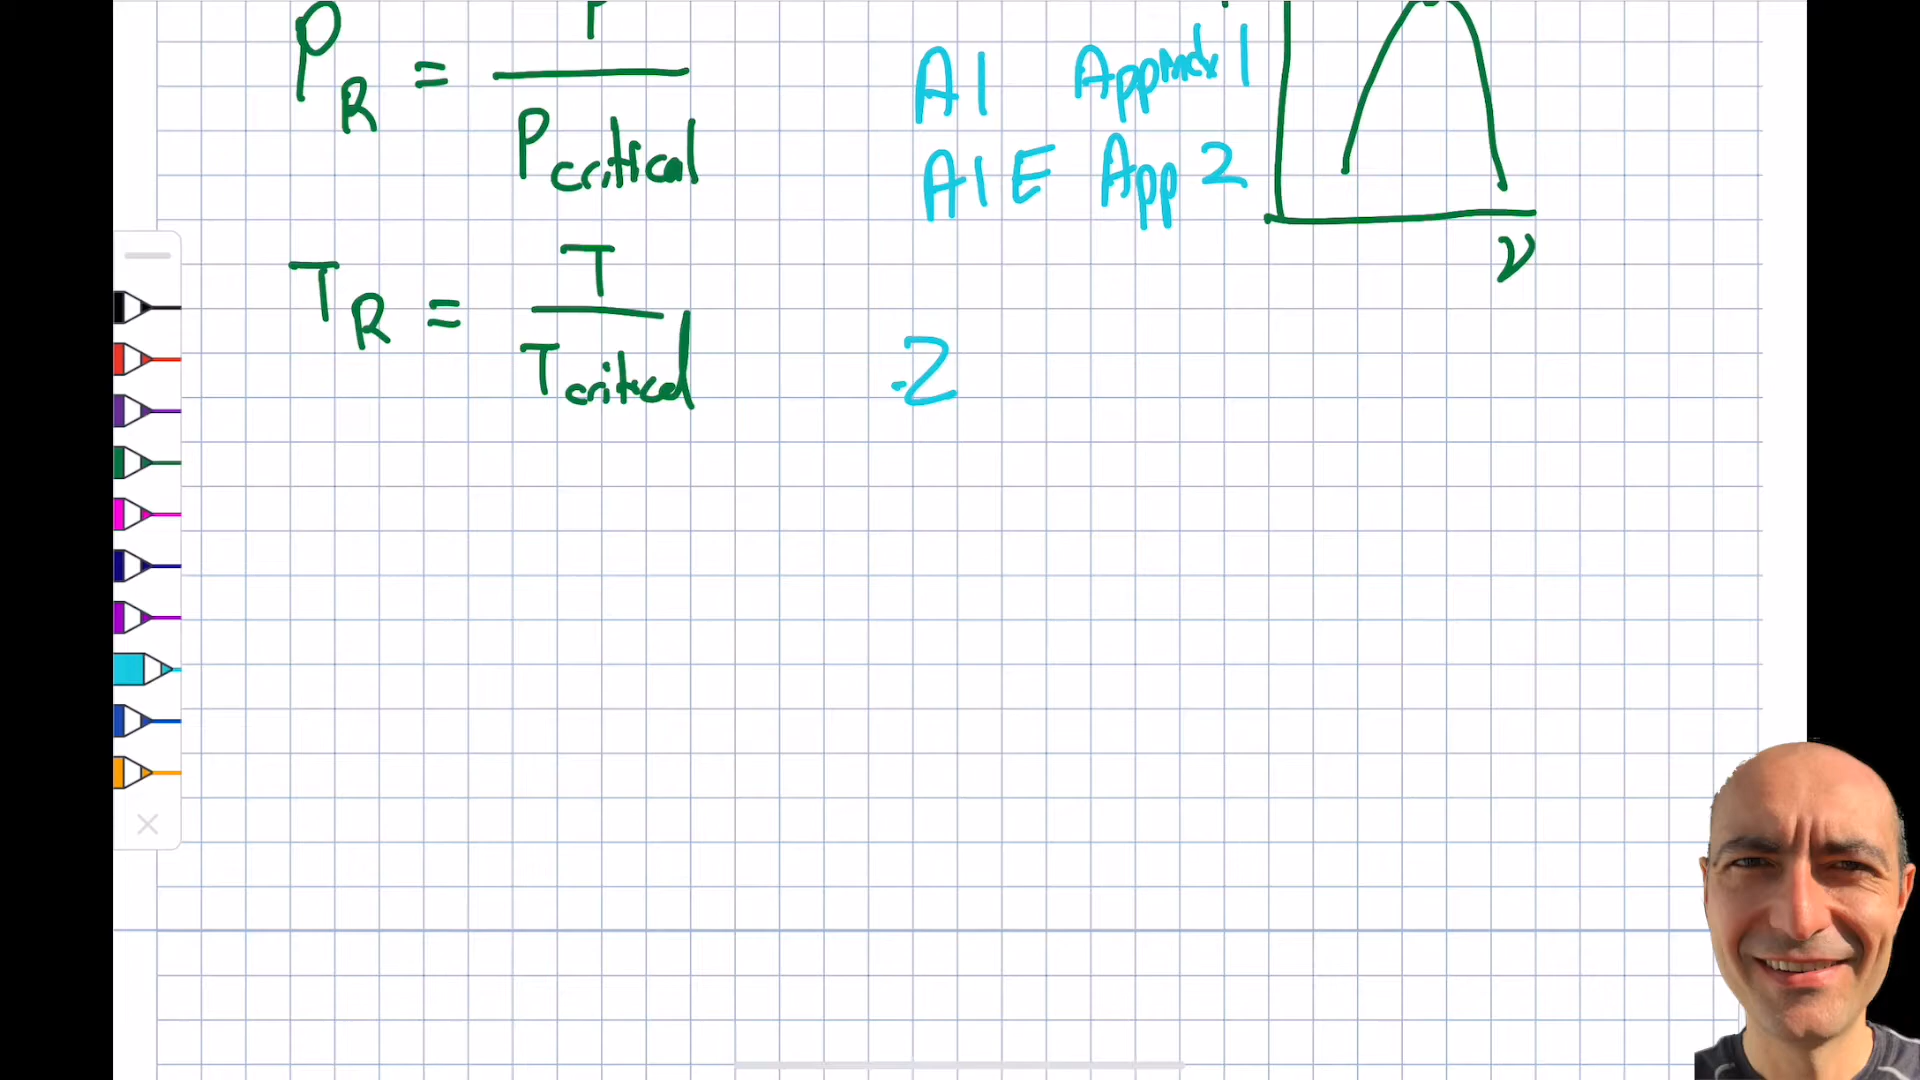 P_R = P / P_critical
A1 Appendix 1
A1E App 2
ν
T_R = T / T_critical
Z